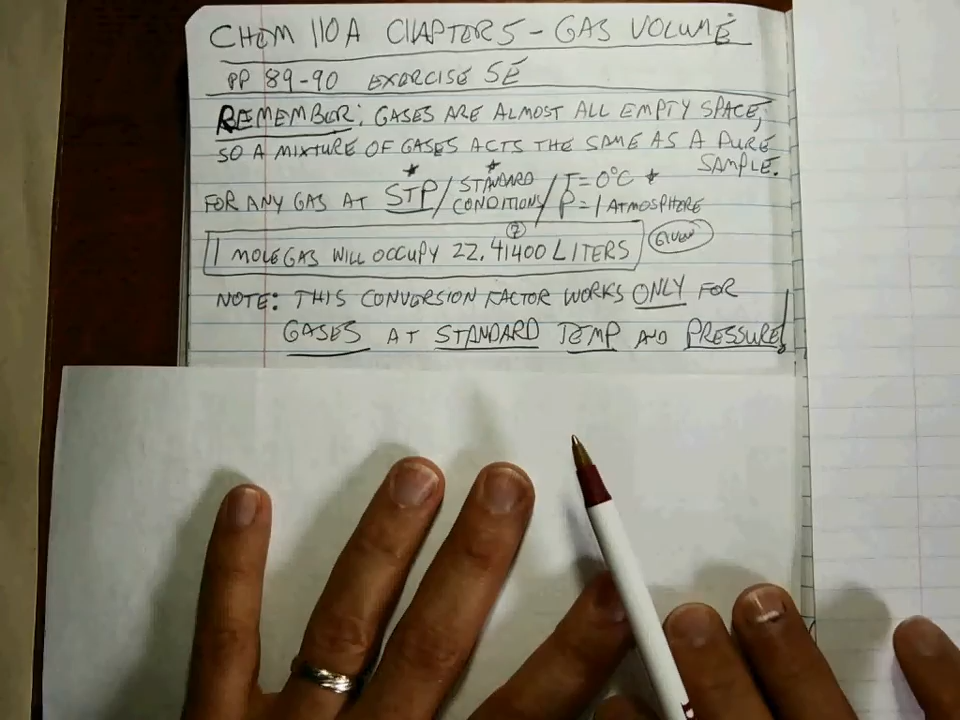 CHEM 110A CHAPTER 5 - GAS VOLUME
PP 89-90 EXERCISE 5E
REMEMBER: GASES ARE ALMOST ALL EMPTY SPACE,
SO A MIXTURE OF GASES ACTS THE SAME AS A PURE
SAMPLE.
FOR ANY GAS AT STP / STANDARD CONDITIONS / T = 0°C *
P = 1 ATMOSPHERE
1 MOLE GAS WILL OCCUPY 22.41400 LITERS (GIVEN)
(7)
NOTE: THIS CONVERSION FACTOR WORKS ONLY FOR
GASES AT STANDARD TEMP AND PRESSURE!